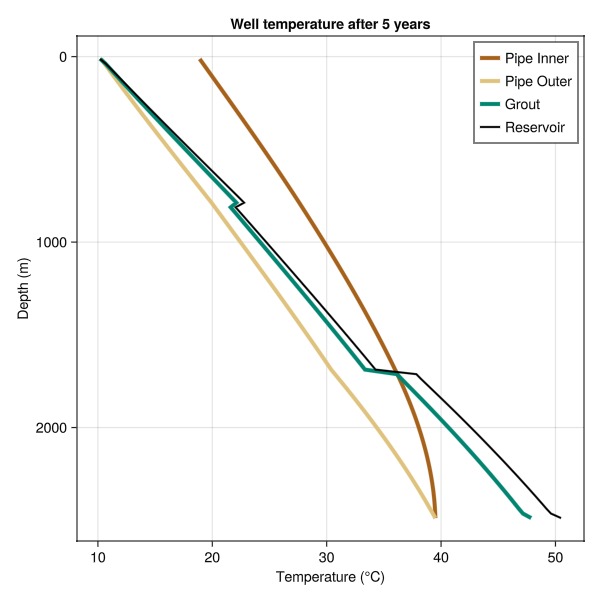 Well temperature after 5 years
Pipe Inner
Pipe Outer
Grout
Reservoir
0
1000
2000
Depth (m)
10
20
30
40
50
Temperature (°C)